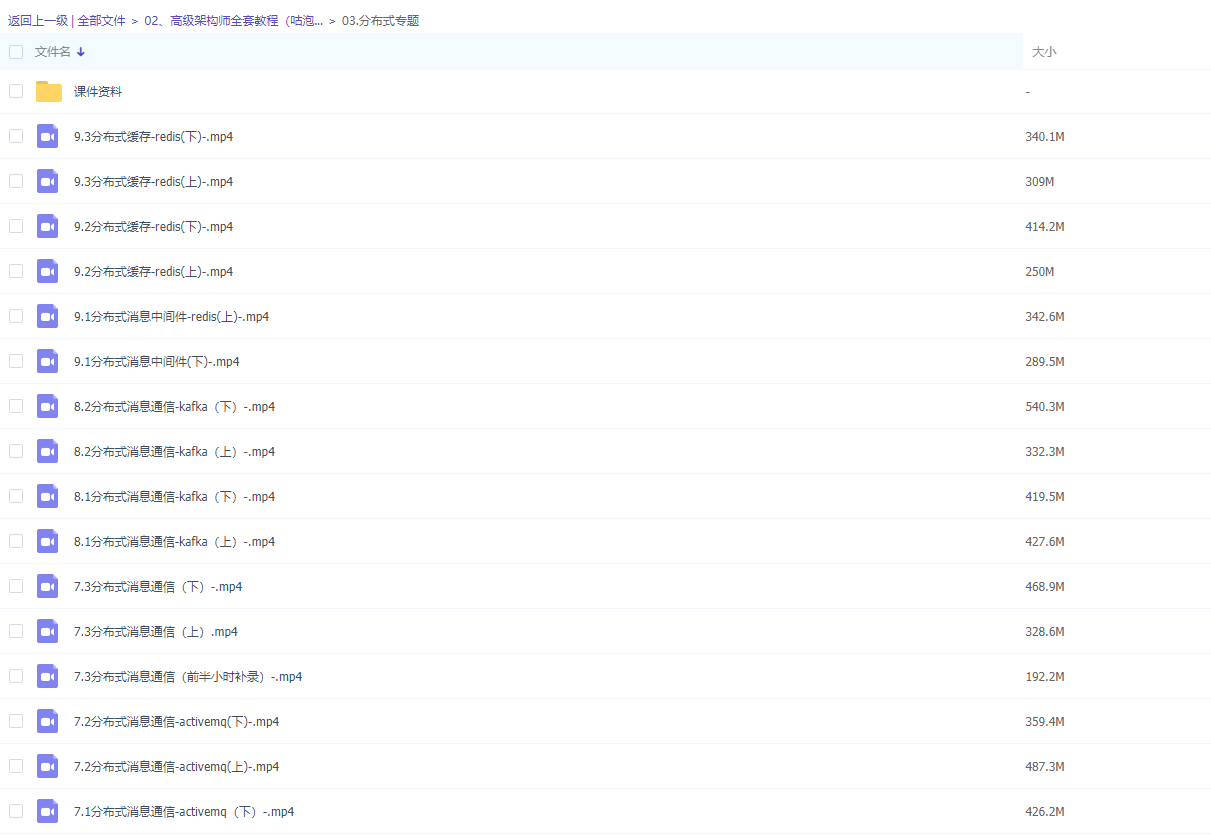 返回上一级 | 全部文件 > 02、高级架构师全套教程（咕泡... > 03.分布式专题
文件名 大小
课件资料 -
9.3分布式缓存-redis(下)-.mp4 340.1M
9.3分布式缓存-redis(上)-.mp4 309M
9.2分布式缓存-redis(下)-.mp4 414.2M
9.2分布式缓存-redis(上)-.mp4 250M
9.1分布式消息中间件-redis(上)-.mp4 342.6M
9.1分布式消息中间件(下)-.mp4 289.5M
8.2分布式消息通信-kafka（下）-.mp4 540.3M
8.2分布式消息通信-kafka（上）-.mp4 332.3M
8.1分布式消息通信-kafka（下）-.mp4 419.5M
8.1分布式消息通信-kafka（上）-.mp4 427.6M
7.3分布式消息通信（下）-.mp4 468.9M
7.3分布式消息通信（上）.mp4 328.6M
7.3分布式消息通信（前半小时补录）-.mp4 192.2M
7.2分布式消息通信-activemq(下)-.mp4 359.4M
7.2分布式消息通信-activemq(上)-.mp4 487.3M
7.1分布式消息通信-activemq（下）-.mp4 426.2M